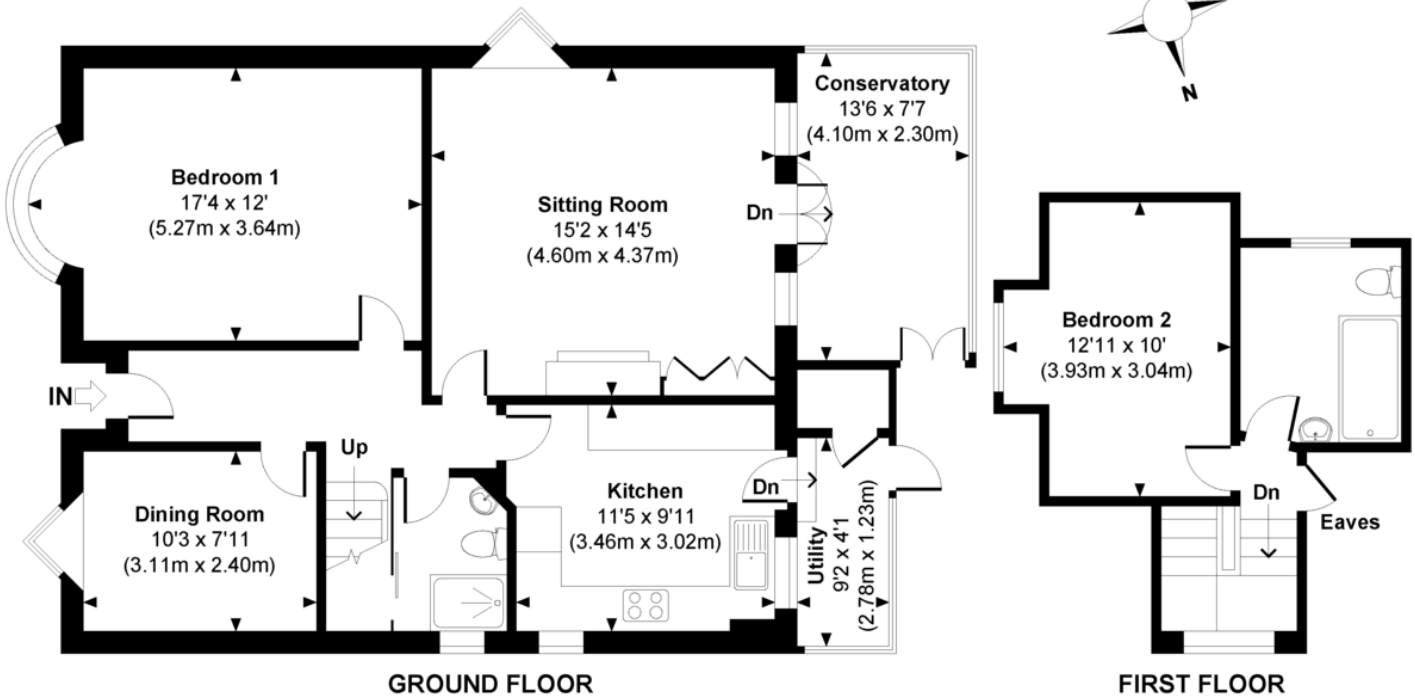 N
Conservatory
13'6 x 7'7
(4.10m x 2.30m)
Bedroom 1
17'4 x 12'
(5.27m x 3.64m)
Sitting Room
15'2 x 14'5
(4.60m x 4.37m)
Dn
Bedroom 2
12'11 x 10'
(3.93m x 3.04m)
IN
Up
Dining Room
10'3 x 7'11
(3.11m x 2.40m)
Kitchen
11'5 x 9'11
(3.46m x 3.02m)
Dn
Utility
9'2 x 4'1
(2.78m x 1.23m)
Dn
Eaves
GROUND FLOOR
FIRST FLOOR